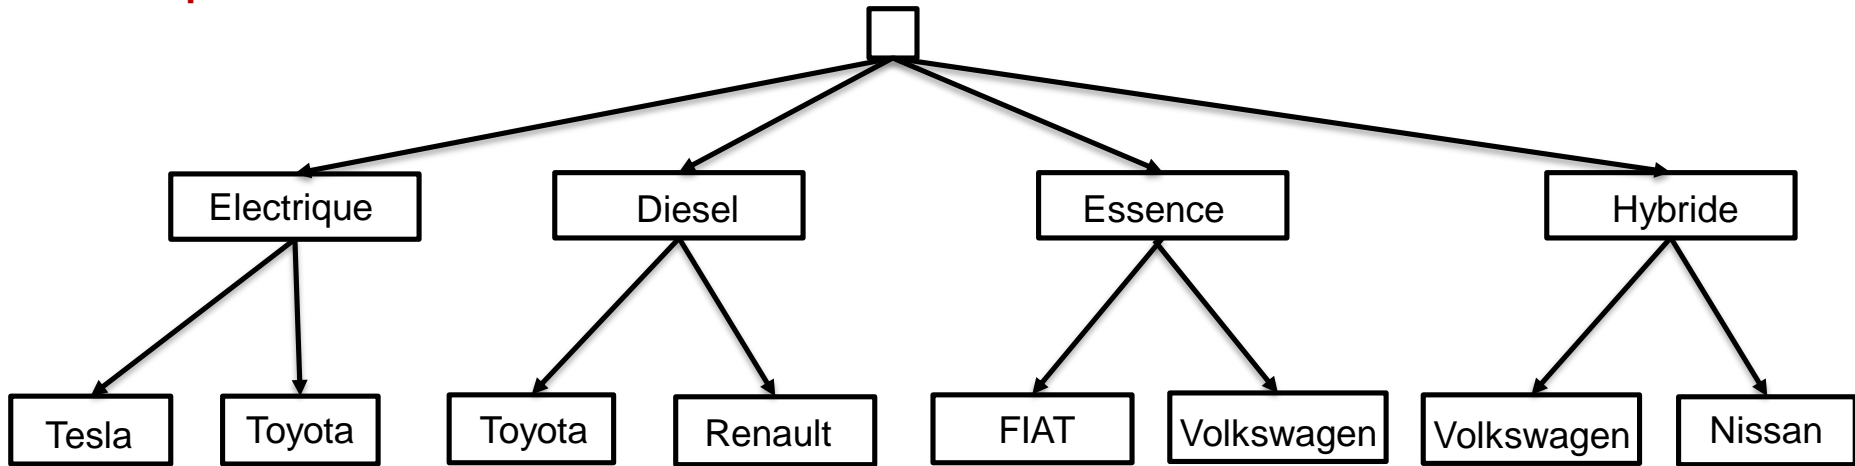 Electrique
Diesel
Essence
Hybride
Tesla
Toyota
Toyota
Renault
FIAT
Volkswagen
Volkswagen
Nissan